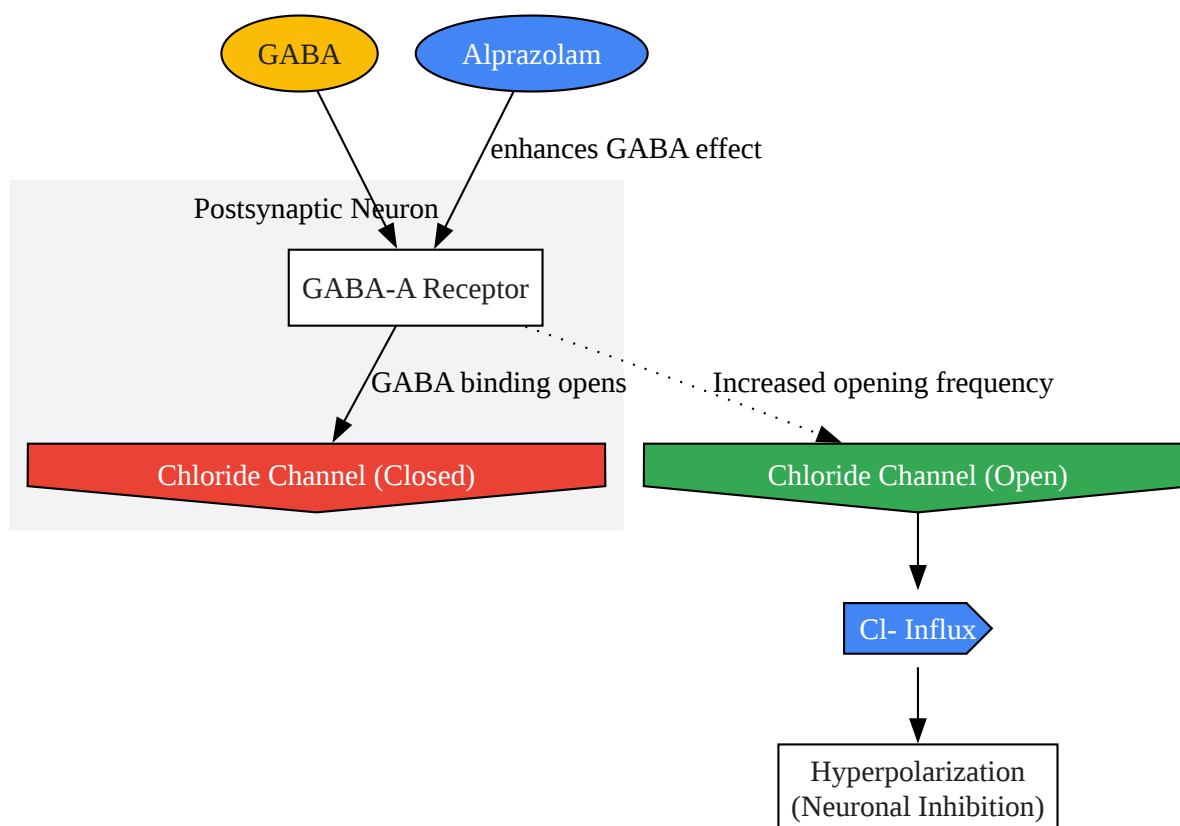 GABA
Alprazolam
enhances GABA effect
Postsynaptic Neuron
GABA-A Receptor
GABA binding opens
Increased opening frequency
Chloride Channel (Closed)
Chloride Channel (Open)
Cl- Influx
Hyperpolarization
(Neuronal Inhibition)